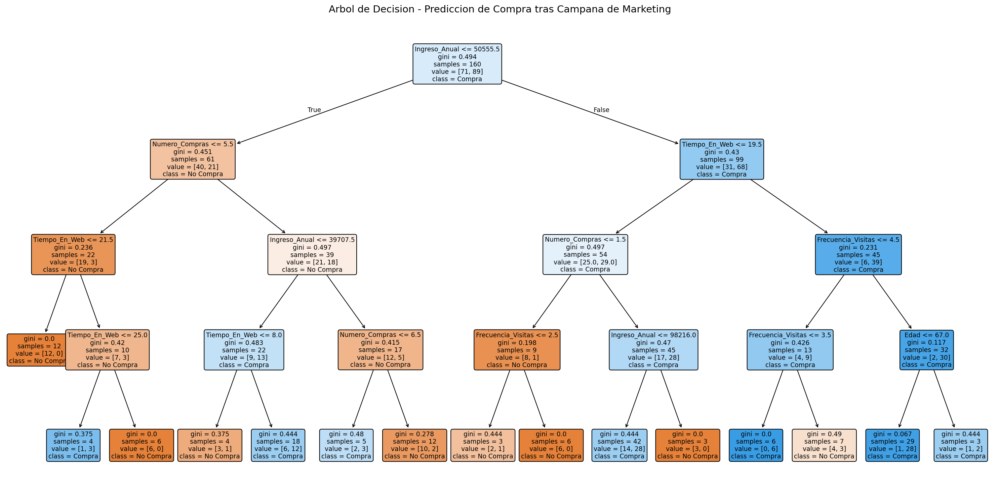 Arbol de Decision - Prediccion de Compra tras Campana de Marketing
Ingreso_Anual <= 50555.5
gini = 0.494
samples = 160
value = [71, 89]
class = Compra
True
False
Numero_Compras <= 5.5
gini = 0.451
samples = 61
value = [40, 21]
class = No Compra
Tiempo_En_Web <= 19.5
gini = 0.43
samples = 99
value = [31, 68]
class = Compra
Tiempo_En_Web <= 21.5
gini = 0.236
samples = 22
value = [19, 3]
class = No Compra
Ingreso_Anual <= 39707.5
gini = 0.497
samples = 39
value = [21, 18]
class = No Compra
Numero_Compras <= 1.5
gini = 0.497
samples = 54
value = [25.0, 29.0]
class = Compra
Frecuencia_Visitas <= 4.5
gini = 0.231
samples = 45
value = [6, 39]
class = Compra
gini = 0.0
samples = 12
value = [12, 0]
class = No Compr
Tiempo_En_Web <= 25.0
gini = 0.42
samples = 10
value = [7, 3]
class = No Compra
Tiempo_En_Web <= 8.0
gini = 0.483
samples = 22
value = [9, 13]
class = Compra
Numero_Compras <= 6.5
gini = 0.415
samples = 17
value = [12, 5]
class = No Compra
Frecuencia_Visitas <= 2.5
gini = 0.198
samples = 9
value = [8, 1]
class = No Compra
Ingreso_Anual <= 98216.0
gini = 0.47
samples = 45
value = [17, 28]
class = Compra
Frecuencia_Visitas <= 3.5
gini = 0.426
samples = 13
value = [4, 9]
class = Compra
Edad <= 67.0
gini = 0.117
samples = 32
value = [2, 30]
class = Compra
gini = 0.375
samples = 4
value = [1, 3]
class = Compra
gini = 0.0
samples = 6
value = [6, 0]
class = No Compra
gini = 0.375
samples = 4
value = [3, 1]
class = No Compra
gini = 0.444
samples = 18
value = [6, 12]
class = Compra
gini = 0.48
samples = 5
value = [2, 3]
class = Compra
gini = 0.278
samples = 12
value = [10, 2]
class = No Compra
gini = 0.444
samples = 3
value = [2, 1]
class = No Compra
gini = 0.0
samples = 6
value = [6, 0]
class = No Compra
gini = 0.444
samples = 42
value = [14, 28]
class = Compra
gini = 0.0
samples = 3
value = [3, 0]
class = No Compra
gini = 0.0
samples = 6
value = [0, 6]
class = Compra
gini = 0.49
samples = 7
value = [4, 3]
class = No Compra
gini = 0.067
samples = 29
value = [1, 28]
class = Compra
gini = 0.444
samples = 3
value = [1, 2]
class = Compra